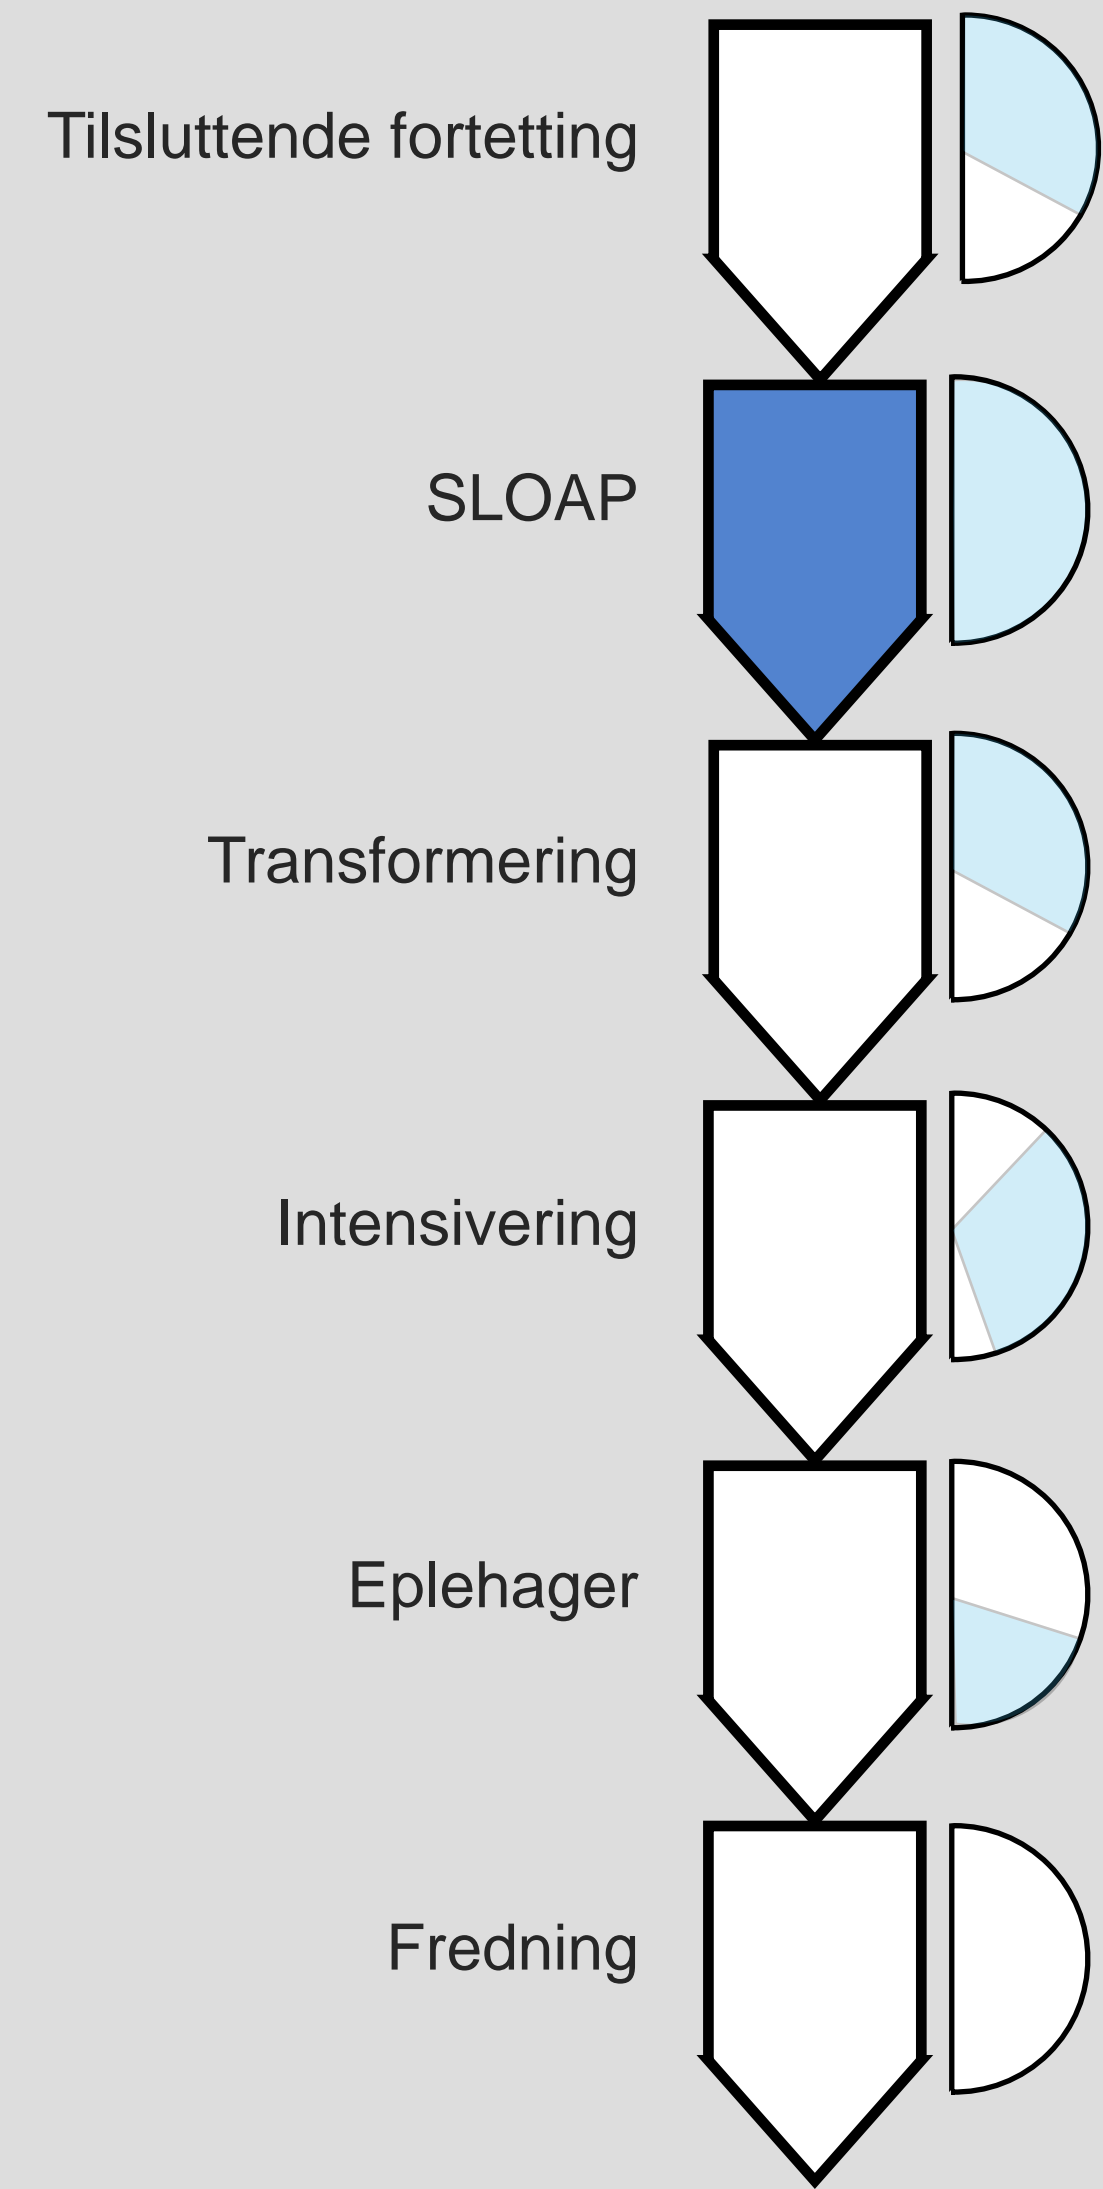 Tilsluttende fortetting
SLOAP
Transformering
Intensivering
Eplehager
Fredning